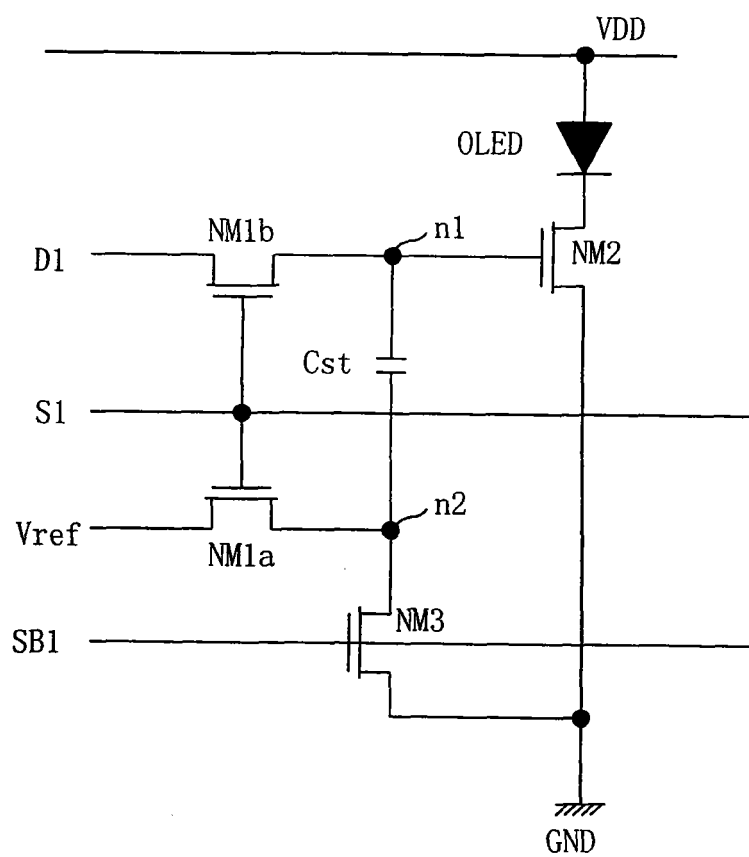 VDD
OLED
NM1b
n1
NM2
D1
Cst
S1
n2
Vref
NM1a
NM3
SB1
GND